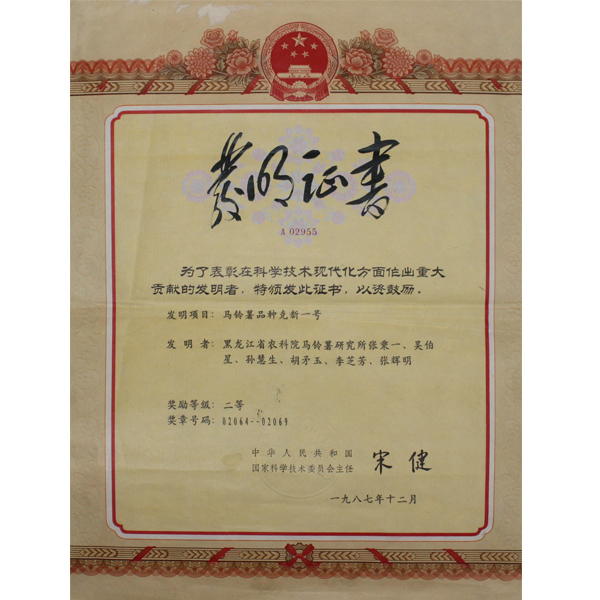 發明证書
A 02955
为了表彰在科学技术现代化方面作出重大
贡献的发明者，特颁发此证书，以资鼓励。
发明项目：马铃薯品种克新一号
发 明 者：黑龙江省农科院马铃薯研究所张秉一、吴伯
星、孙慧生、胡矛玉、李芝芳、张辉明
奖励等级：二等
奖章号码：02064--02069
中华人民共和国
国家科学技术委员会主任
宋健
一九八七年十二月